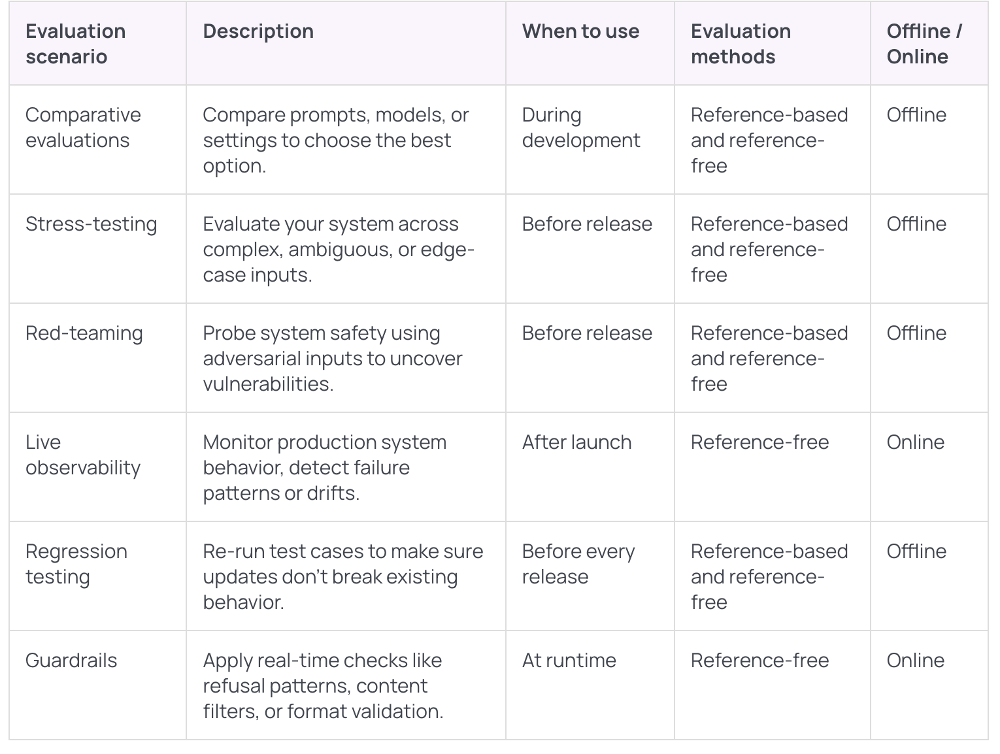 Evaluation
scenario
Description
When to use
Evaluation
methods
Offline /
Online
Comparative
evaluations
Compare prompts, models, or
settings to choose the best
option.
During
development
Reference-based
and reference-
free
Offline
Stress-testing
Evaluate your system across
complex, ambiguous, or edge-
case inputs.
Before release
Reference-based
and reference-
free
Offline
Red-teaming
Probe system safety using
adversarial inputs to uncover
vulnerabilities.
Before release
Reference-based
and reference-
free
Offline
Live
observability
Monitor production system
behavior, detect failure
patterns or drifts.
After launch
Reference-free
Online
Regression
testing
Re-run test cases to make sure
updates don’t break existing
behavior.
Before every
release
Reference-based
and reference-
free
Offline
Guardrails
Apply real-time checks like
refusal patterns, content
filters, or format validation.
At runtime
Reference-free
Online